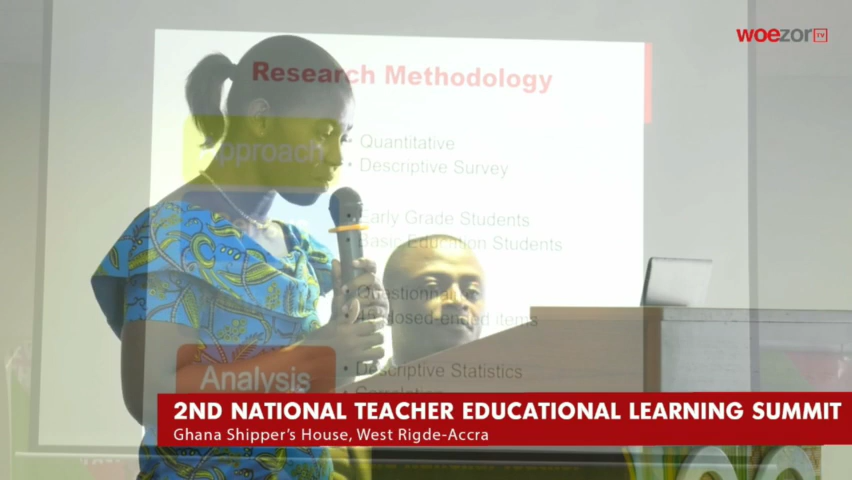 woezor TV
Research Methodology
Approach
• Quantitative
• Descriptive Survey
• Early Grade Students
Basic Education Students
• closed-ended items
Analysis
• Descriptive Statistics
2ND NATIONAL TEACHER EDUCATIONAL LEARNING SUMMIT
Ghana Shipper's House, West Rigde-Accra